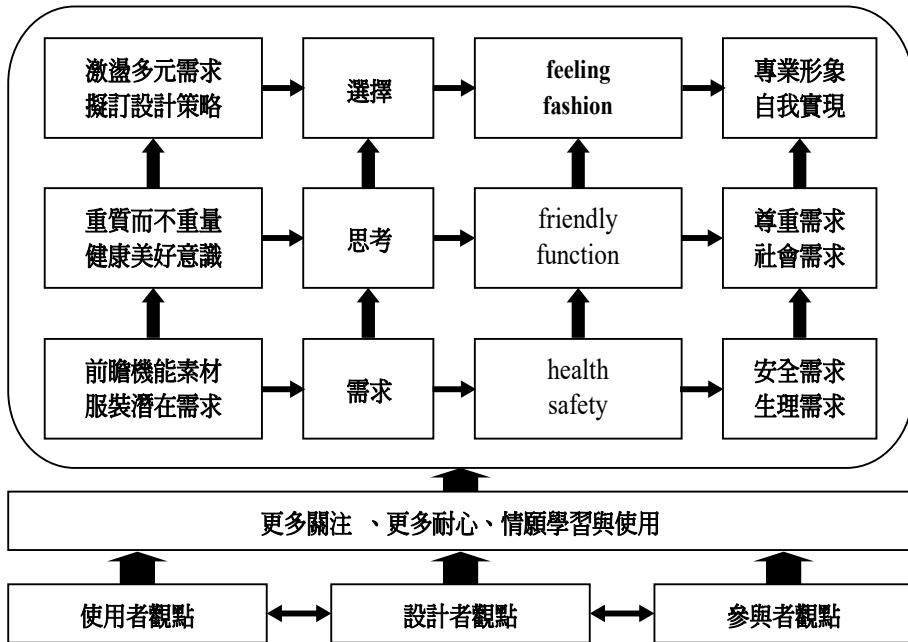 激盪多元需求
擬訂設計策略
選擇
feeling
fashion
專業形象
自我實現
重質而不重量
健康美好意識
思考
friendly
function
尊重需求
社會需求
前瞻機能素材
服裝潛在需求
需求
health
safety
安全需求
生理需求
更多關注 、更多耐心、情願學習與使用
使用者觀點
設計者觀點
參與者觀點